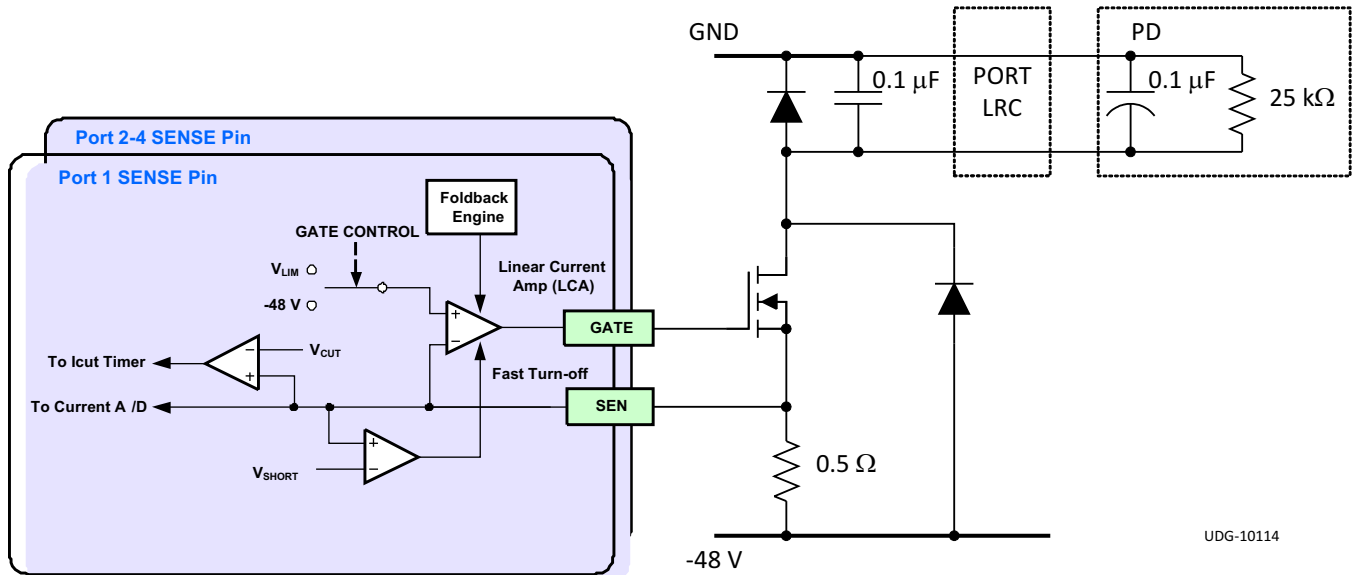 GND
PD
0.1 μF
PORT
LRC
0.1 μF
25 kΩ
Port 2-4 SENSE Pin
Port 1 SENSE Pin
Foldback
Engine
GATE CONTROL
VLIM
-48 V
Linear Current
Amp (LCA)
+
−
GATE
To Icut Timer
−
+
VCUT
Fast Turn-off
To Current A /D
SEN
+
−
VSHORT
0.5 Ω
-48 V
UDG-10114